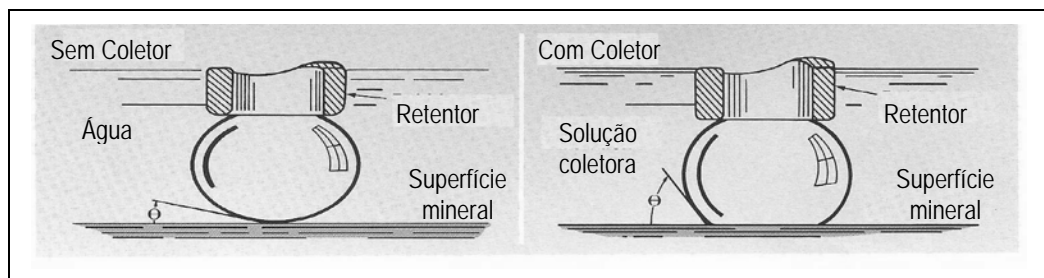 Sem Coletor
Água
Retentor
Superfície
mineral
Θ
Com Coletor
Solução
coletora
Retentor
Superfície
mineral
Θ